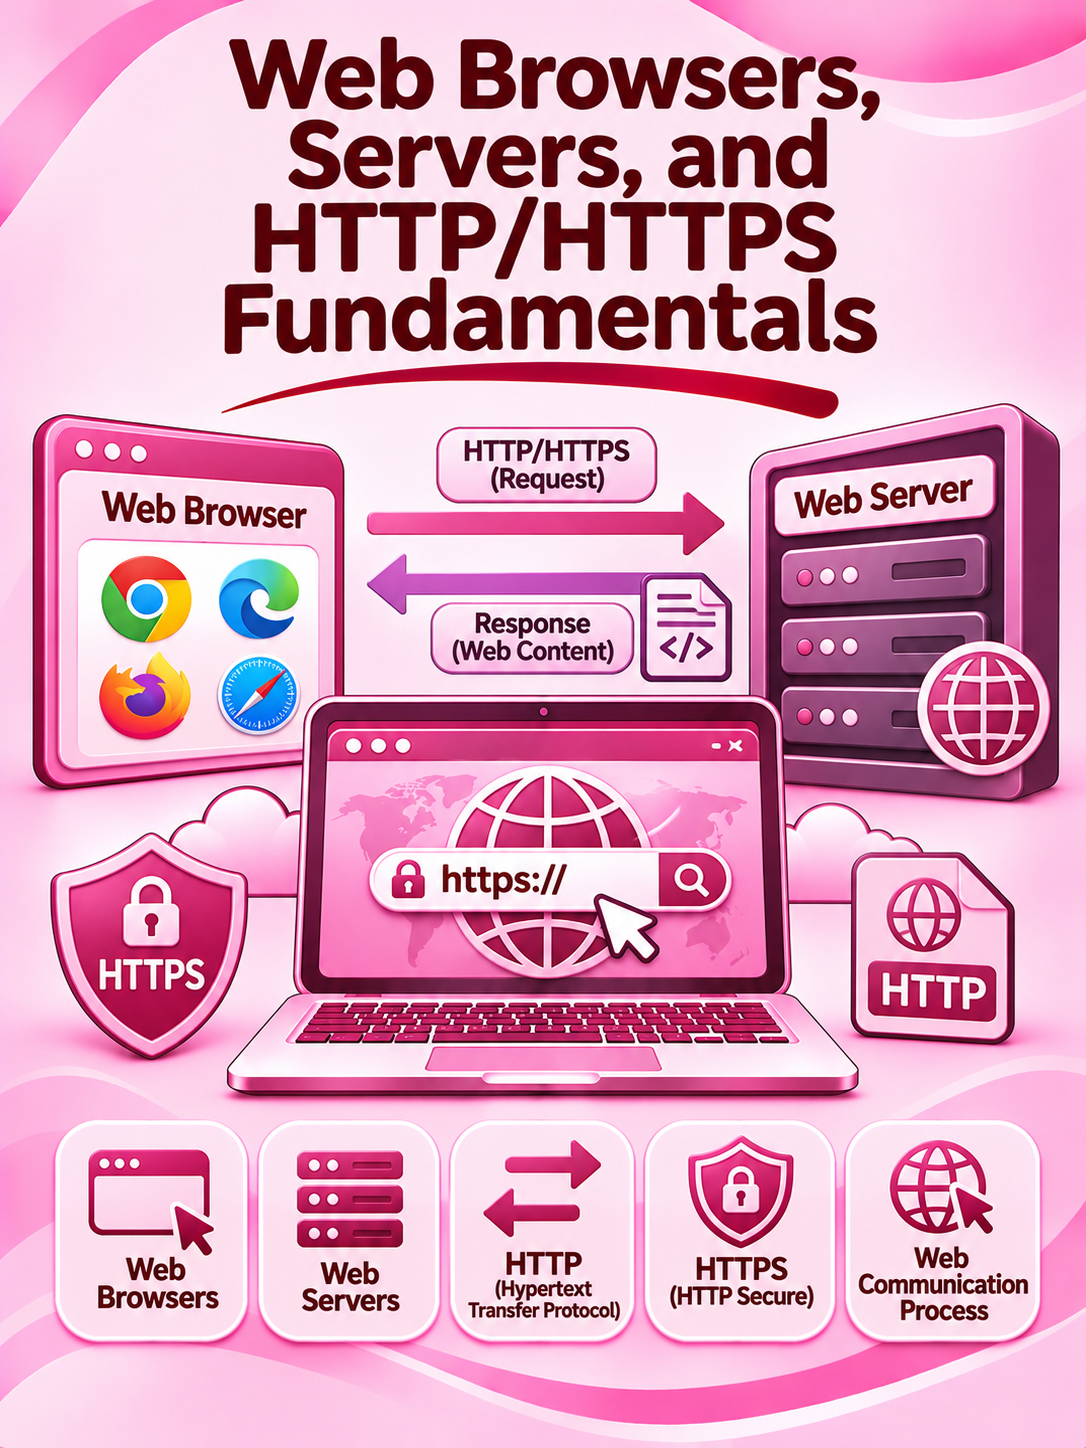 Web Browsers,
Servers, and
HTTP/HTTPS
Fundamentals
HTTP/HTTPS
(Request)
Web Browser
Web Server
Response
(Web Content)
</>
https://
HTTPS
HTTP
Web
Browsers
Web
Servers
HTTP
(Hypertext
Transfer Protocol)
HTTPS
(HTTP Secure)
Web
Communication
Process